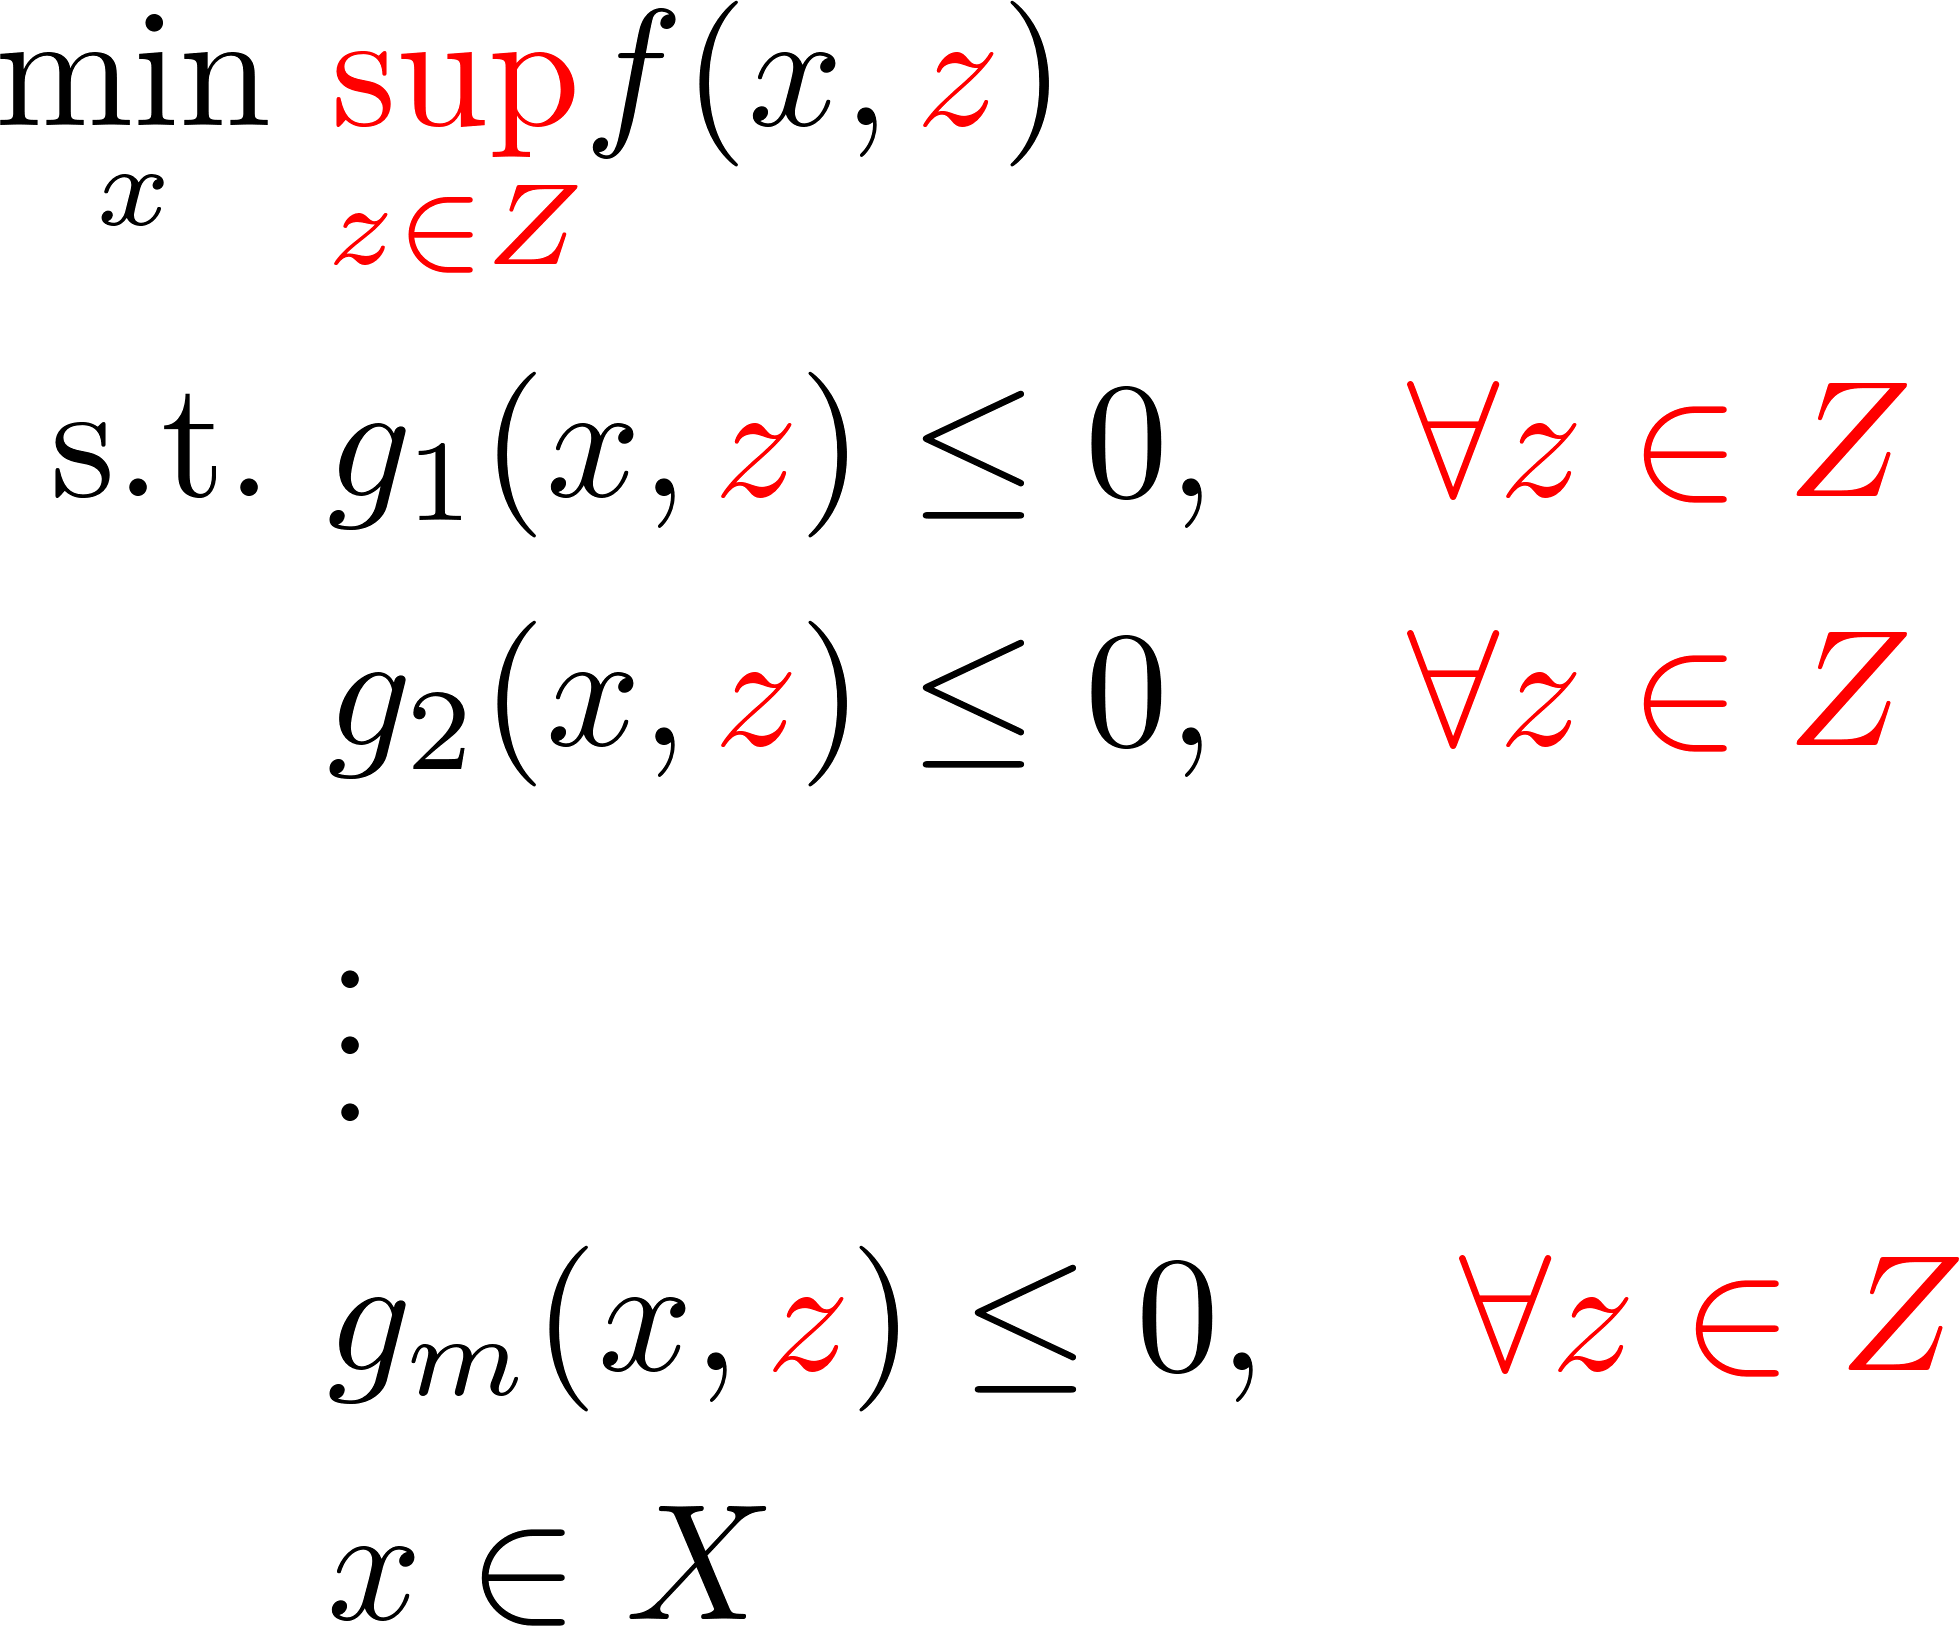 min sup f(x, z)
x z∈Z
s.t. g₁(x, z) ≤ 0, ∀z ∈ Z
g₂(x, z) ≤ 0, ∀z ∈ Z
⋮
gₘ(x, z) ≤ 0, ∀z ∈ Z
x ∈ X